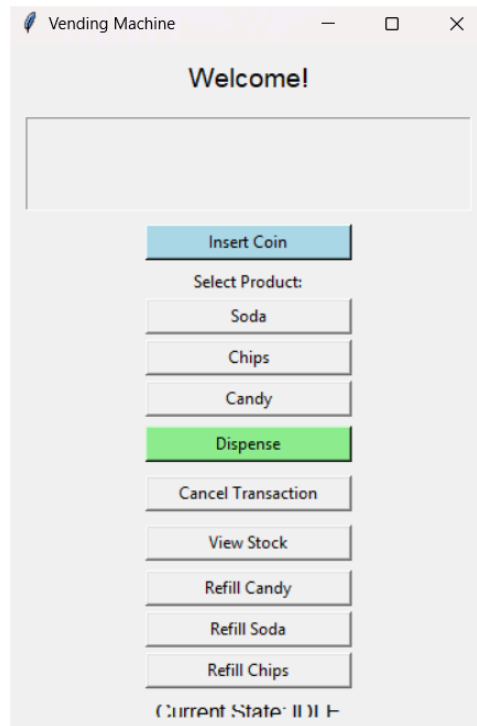 Vending Machine
Welcome!
Insert Coin
Select Product:
Soda
Chips
Candy
Dispense
Cancel Transaction
View Stock
Refill Candy
Refill Soda
Refill Chips
Current State: IDLE